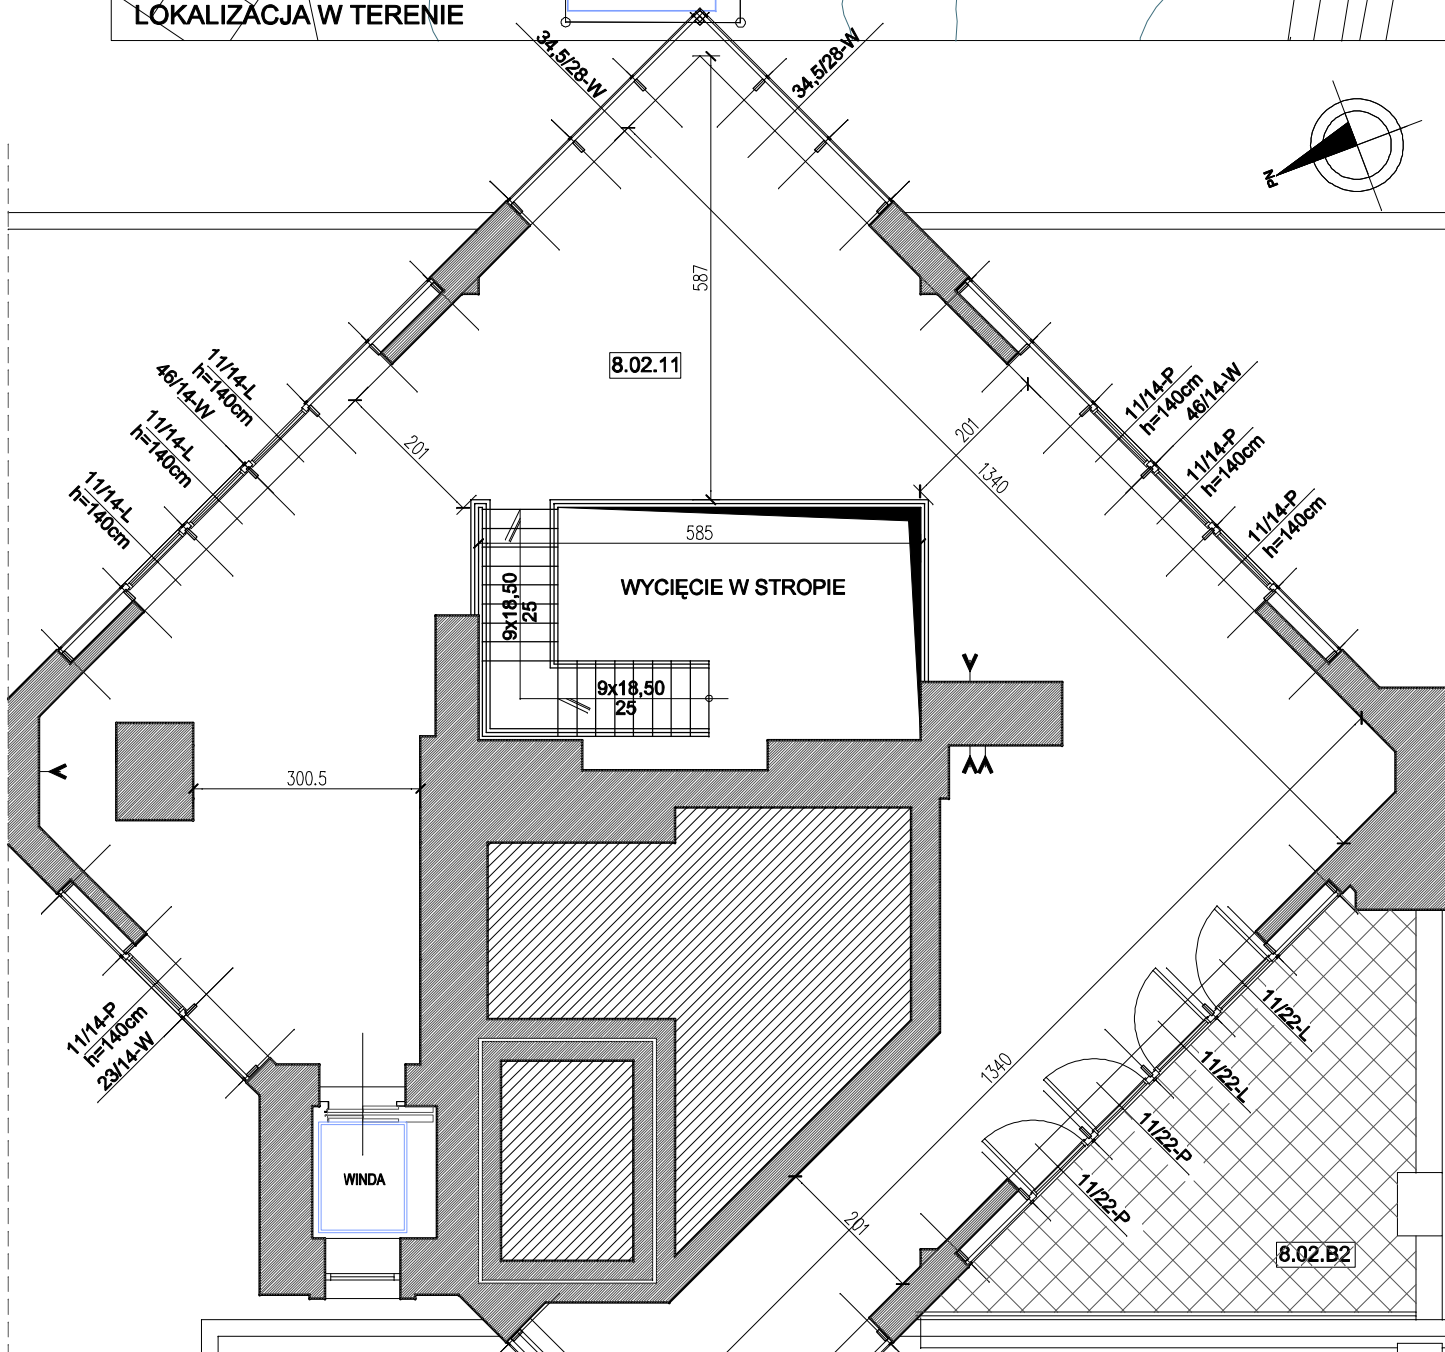 LOKALIZACJA W TERENIE
34,5/28-W
34,5/28-W
PN
587
8.02.11
11/14-L
h=140cm
46/14-W
11/14-L
h=140cm
11/14-L
h=140cm
11/14-P
h=140cm
46/14-W
11/14-P
h=140cm
11/14-P
h=140cm
201
201
1340
585
WYCIĘCIE W STROPIE
9x18,50
25
9x18,50
25
300.5
11/14-P
h=140cm
23/14-W
WINDA
1340
201
11/22-L
11/22-L
11/22-P
11/22-P
8.02.B2